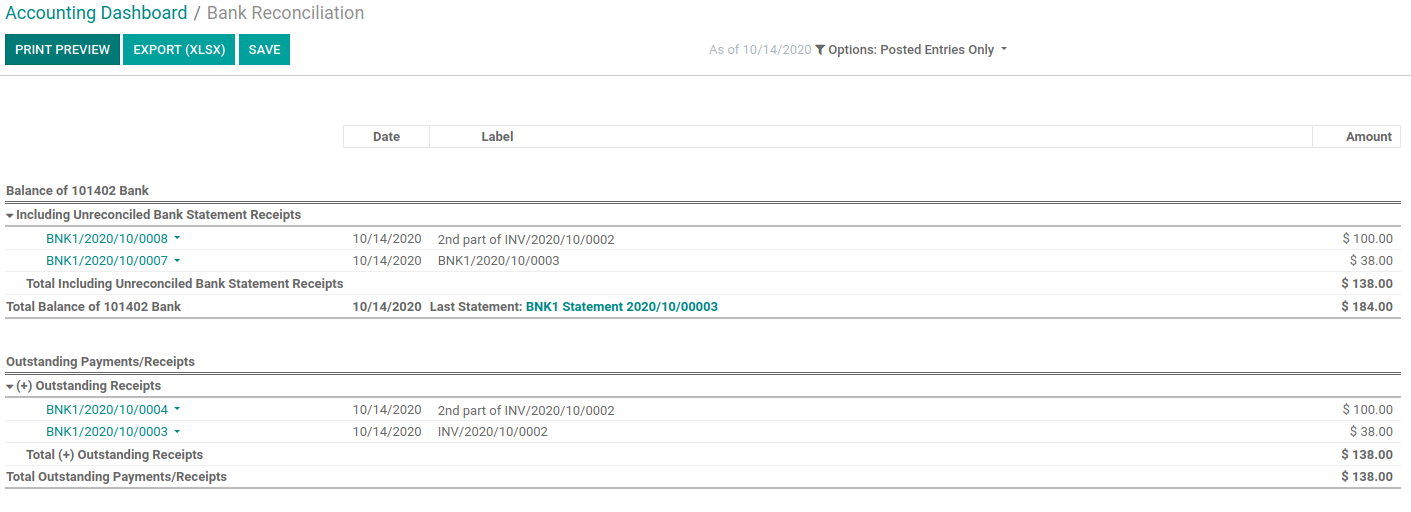 Accounting Dashboard / Bank Reconciliation
PRINT PREVIEW EXPORT (XLSX) SAVE As of 10/14/2020 Options: Posted Entries Only
Date Label Amount
Balance of 101402 Bank
Including Unreconciled Bank Statement Receipts
BNK1/2020/10/0008 10/14/2020 2nd part of INV/2020/10/0002 $ 100.00
BNK1/2020/10/0007 10/14/2020 BNK1/2020/10/0003 $ 38.00
Total Including Unreconciled Bank Statement Receipts $ 138.00
Total Balance of 101402 Bank 10/14/2020 Last Statement: BNK1 Statement 2020/10/00003 $ 184.00
Outstanding Payments/Receipts
(+) Outstanding Receipts
BNK1/2020/10/0004 10/14/2020 2nd part of INV/2020/10/0002 $ 100.00
BNK1/2020/10/0003 10/14/2020 INV/2020/10/0002 $ 38.00
Total (+) Outstanding Receipts $ 138.00
Total Outstanding Payments/Receipts $ 138.00